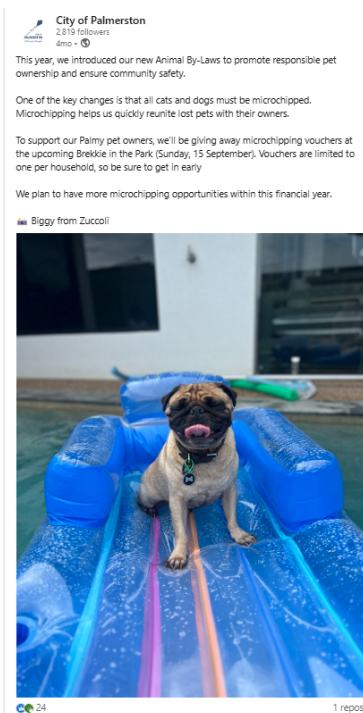 City of Palmerston
2,819 followers
4mo •
This year, we introduced our new Animal By-Laws to promote responsible pet
ownership and ensure community safety.
One of the key changes is that all cats and dogs must be microchipped.
Microchipping helps us quickly reunite lost pets with their owners.
To support our Palmy pet owners, we'll be giving away microchipping vouchers at
the upcoming Brekkie in the Park (Sunday, 15 September). Vouchers are limited to
one per household, so be sure to get in early
We plan to have more microchipping opportunities within this financial year.
📸 Biggy from Zuccoli
24
1 repos